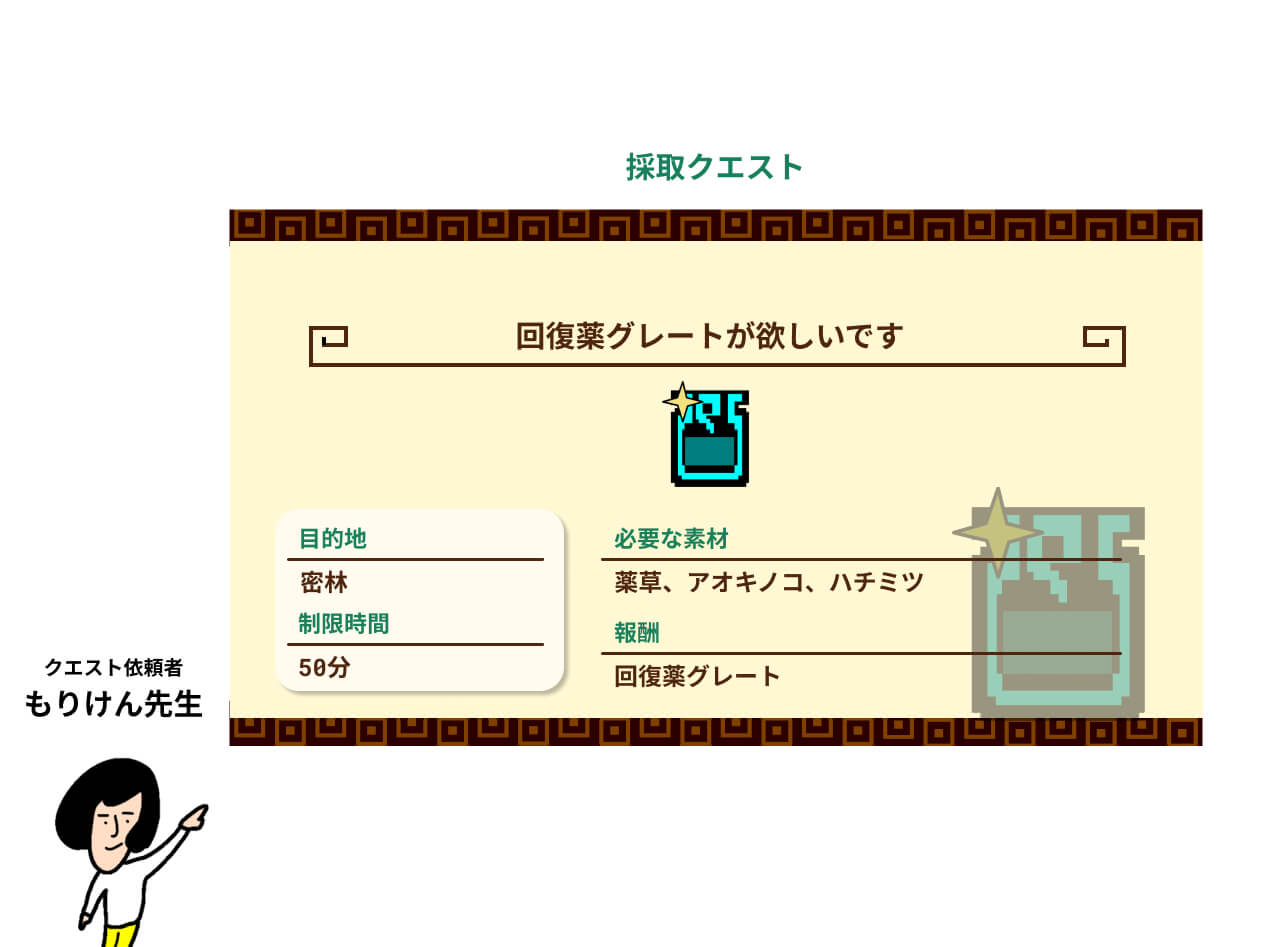 採取クエスト
回復薬グレートが欲しいです
目的地
密林
制限時間
50分
必要な素材
薬草、アオキノコ、ハチミツ
報酬
回復薬グレート
クエスト依頼者
もりけん先生